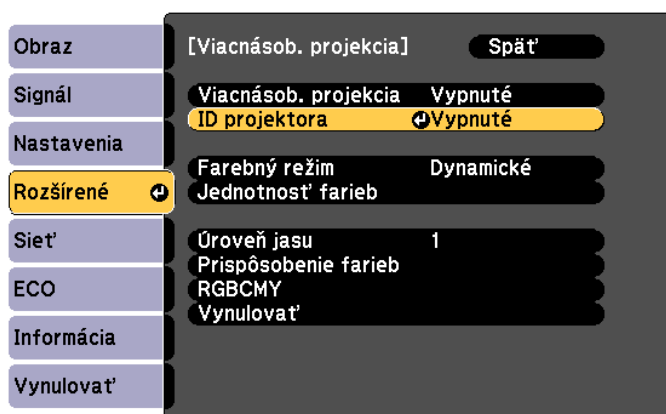 Obraz
Signál
Nastavenia
Rozšírené
Sieť
ECO
Informácia
Vynulovať
[Viacnásob. projekcia] Späť
Viacnásob. projekcia Vypnuté
ID projektora Vypnuté
Farebný režim Dynamické
Jednotnosť farieb
Úroveň jasu 1
Prispôsobenie farieb
RGBCMY
Vynulovať